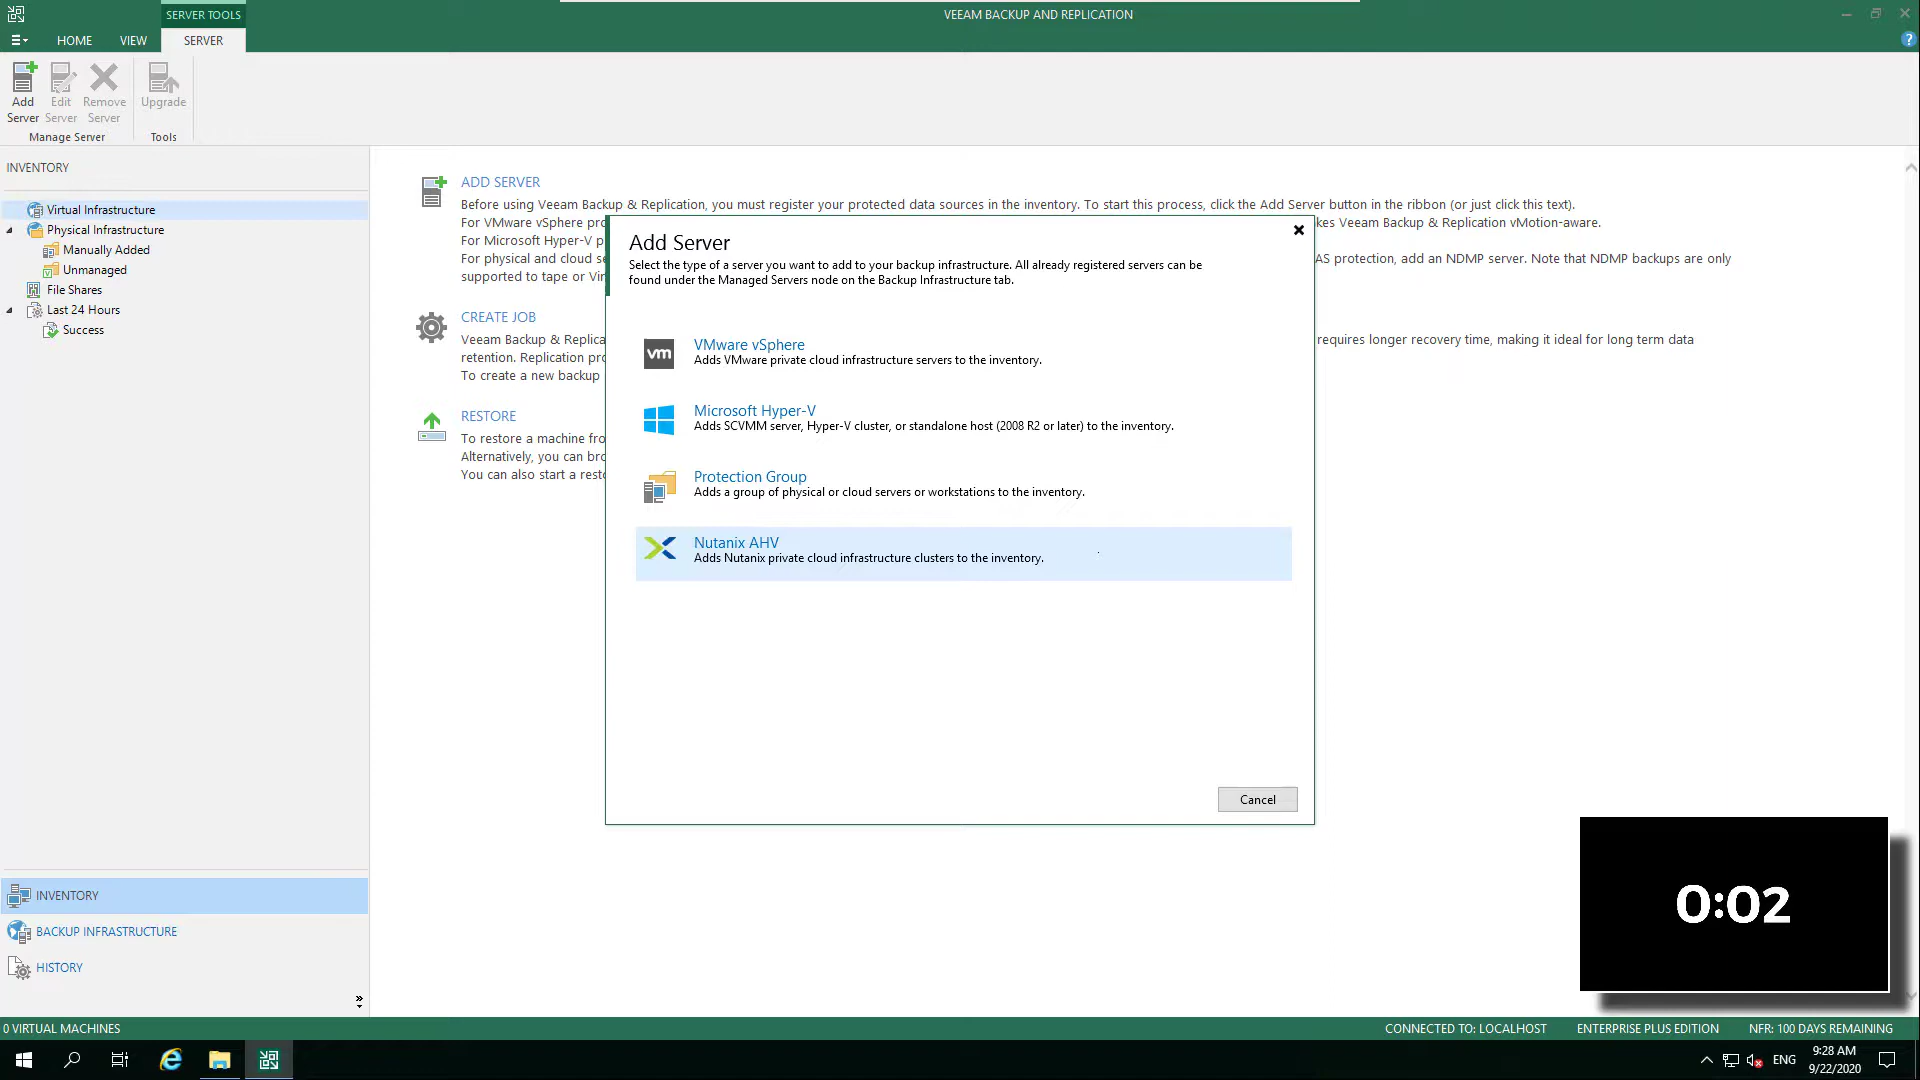 SERVER TOOLS
VEEAM BACKUP AND REPLICATION
HOME
VIEW
SERVER
?
Add Server
Edit Server
Remove Server
Upgrade
Manage Server
Tools
INVENTORY
Virtual Infrastructure
Physical Infrastructure
Manually Added
Unmanaged
File Shares
Last 24 Hours
Success
ADD SERVER
Before using Veeam Backup & Replication, you must register your protected data sources in the inventory. To start this process, click the Add Server button in the ribbon (or just click this text).
For VMware vSphere pro
kes Veeam Backup & Replication vMotion-aware.
For Microsoft Hyper-V p
For physical and cloud se
AS protection, add an NDMP server. Note that NDMP backups are only
supported to tape or Vir
CREATE JOB
Veeam Backup & Replica
requires longer recovery time, making it ideal for long term data
retention. Replication pro
To create a new backup
RESTORE
To restore a machine fro
Alternatively, you can bro
You can also start a resto
Add Server
Select the type of a server you want to add to your backup infrastructure. All already registered servers can be
found under the Managed Servers node on the Backup Infrastructure tab.
vm
VMware vSphere
Adds VMware private cloud infrastructure servers to the inventory.
Microsoft Hyper-V
Adds SCVMM server, Hyper-V cluster, or standalone host (2008 R2 or later) to the inventory.
Protection Group
Adds a group of physical or cloud servers or workstations to the inventory.
Nutanix AHV
Adds Nutanix private cloud infrastructure clusters to the inventory.
Cancel
0:02
INVENTORY
BACKUP INFRASTRUCTURE
HISTORY
0 VIRTUAL MACHINES
CONNECTED TO: LOCALHOST
ENTERPRISE PLUS EDITION
NFR: 100 DAYS REMAINING
ENG
9:28 AM
9/22/2020